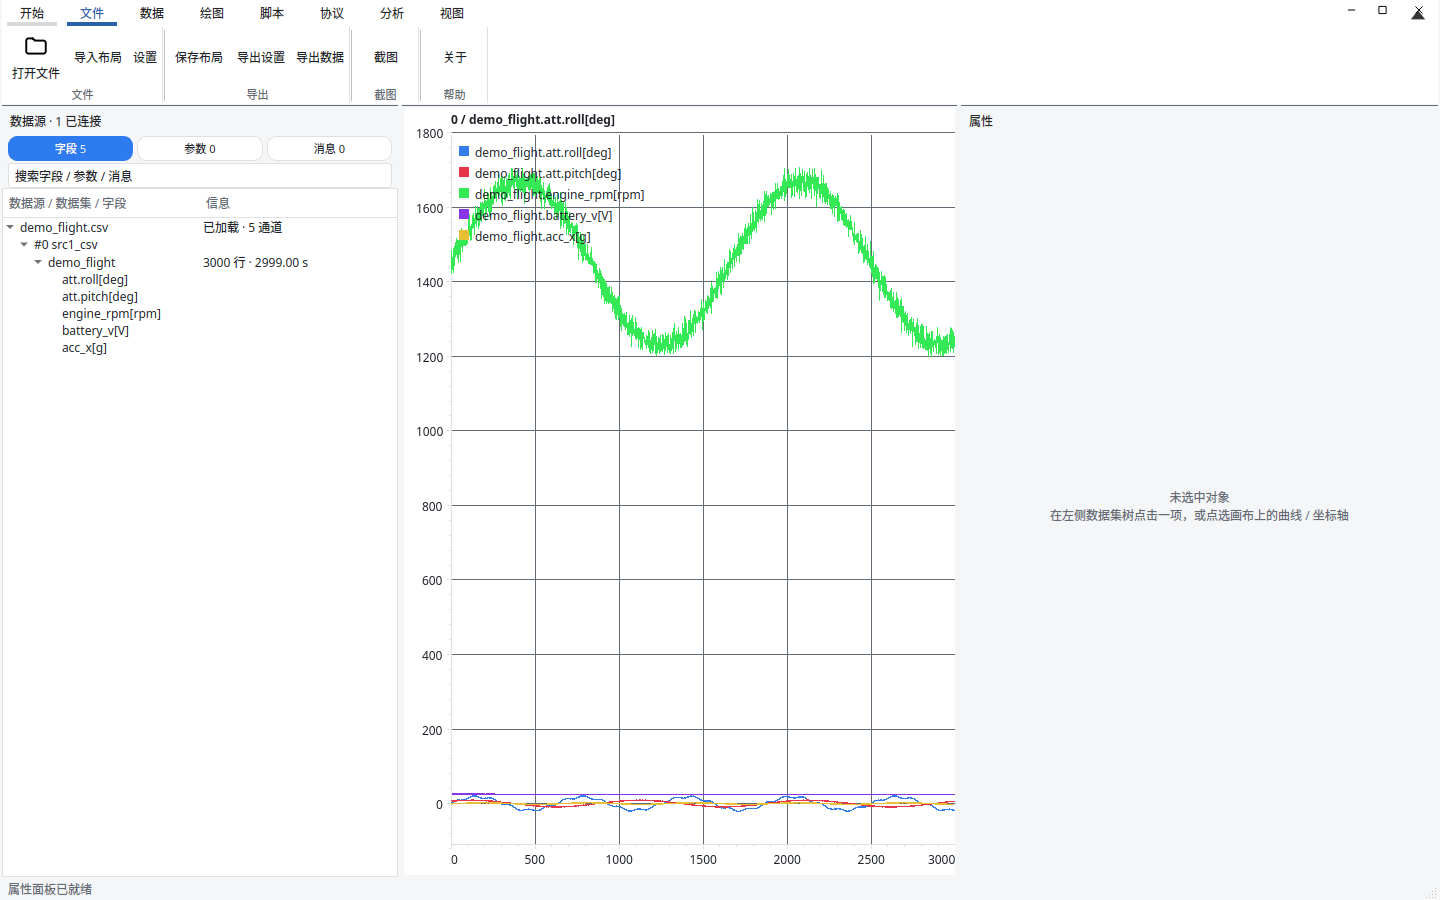 开始 文件 数据 绘图 脚本 协议 分析 视图
打开文件 导入布局 设置 保存布局 导出设置 导出数据 截图 关于
文件 导出 截图 帮助
数据源 · 1 已连接
字段 5 参数 0 消息 0
搜索字段 / 参数 / 消息
数据源 / 数据集 / 字段 信息
demo_flight.csv 已加载 · 5 通道
#0 src1_csv
demo_flight 3000 行 · 2999.00 s
att.roll[deg]
att.pitch[deg]
engine_rpm[rpm]
battery_v[V]
acc_x[g]
0 / demo_flight.att.roll[deg]
demo_flight.att.roll[deg]
demo_flight.att.pitch[deg]
demo_flight.engine_rpm[rpm]
demo_flight.battery_v[V]
demo_flight.acc_x[g]
1800
1600
1400
1200
1000
800
600
400
200
0
0 500 1000 1500 2000 2500 3000
属性
未选中对象
在左侧数据集树点击一项，或点选画布上的曲线 / 坐标轴
属性面板已就绪